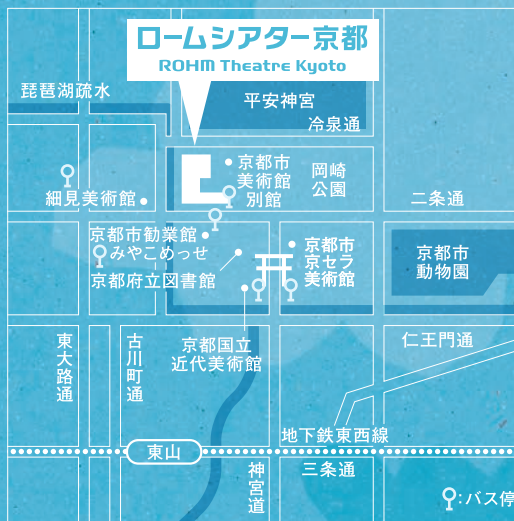 ロームシアター京都
ROHM Theatre Kyoto
琵琶湖疏水
平安神宮
冷泉通
京都市
美術館
別館
岡崎
公園
細見美術館
二条通
京都市勧業館
みやこめっせ
京都府立図書館
京都市
京セラ
美術館
京都市
動物園
東大路通
古川町通
京都国立
近代美術館
仁王門通
地下鉄東西線
東山
神宮道
三条通
:バス停